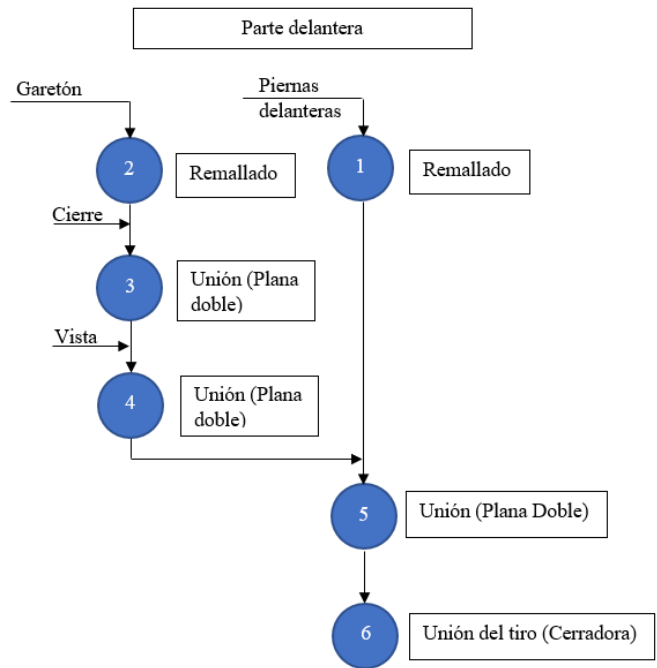 Parte delantera
Garetón
Piernas
delanteras
2
Remallado
1
Remallado
Cierre
3
Unión (Plana
doble)
Vista
4
Unión (Plana
doble)
5
Unión (Plana Doble)
6
Unión del tiro (Cerradora)